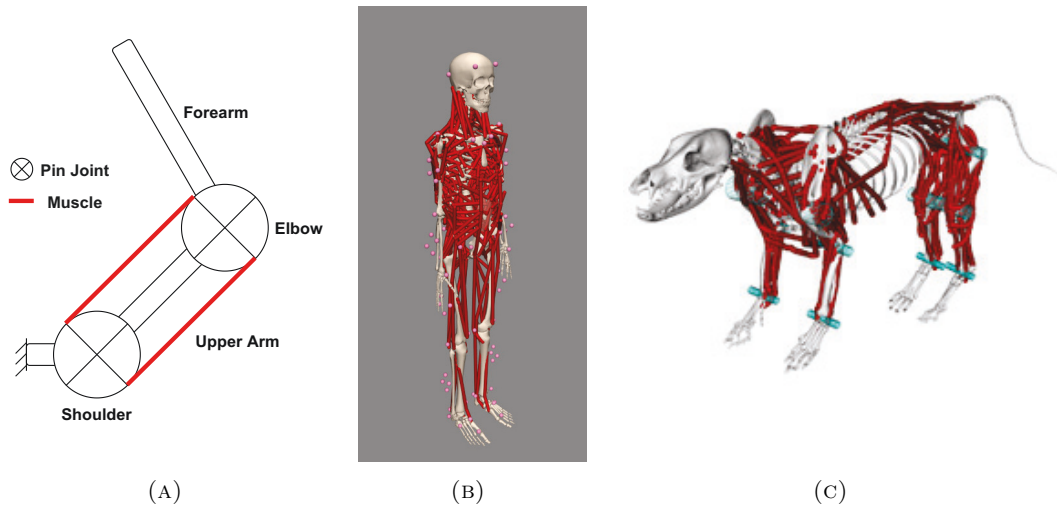 Forearm
Pin Joint
Muscle
Elbow
Upper Arm
Shoulder
(A)
(B)
(C)